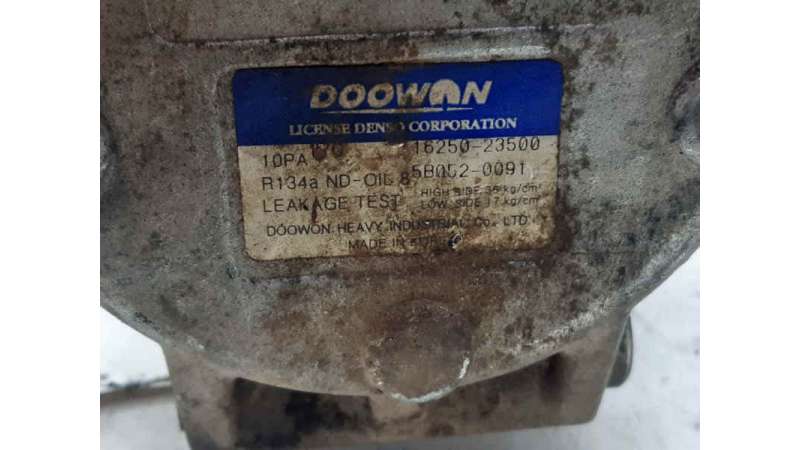 DOOWON
LICENSE DENSO CORPORATION
10PA 16250-23500
R134a ND-OIL 8 5B052-0091
LEAKAGE TEST HIGH SIDE 36 kg/cm²
LOW SIDE 17 kg/cm²
DOOWON HEAVY INDUSTRIAL Co., LTD.
MADE IN